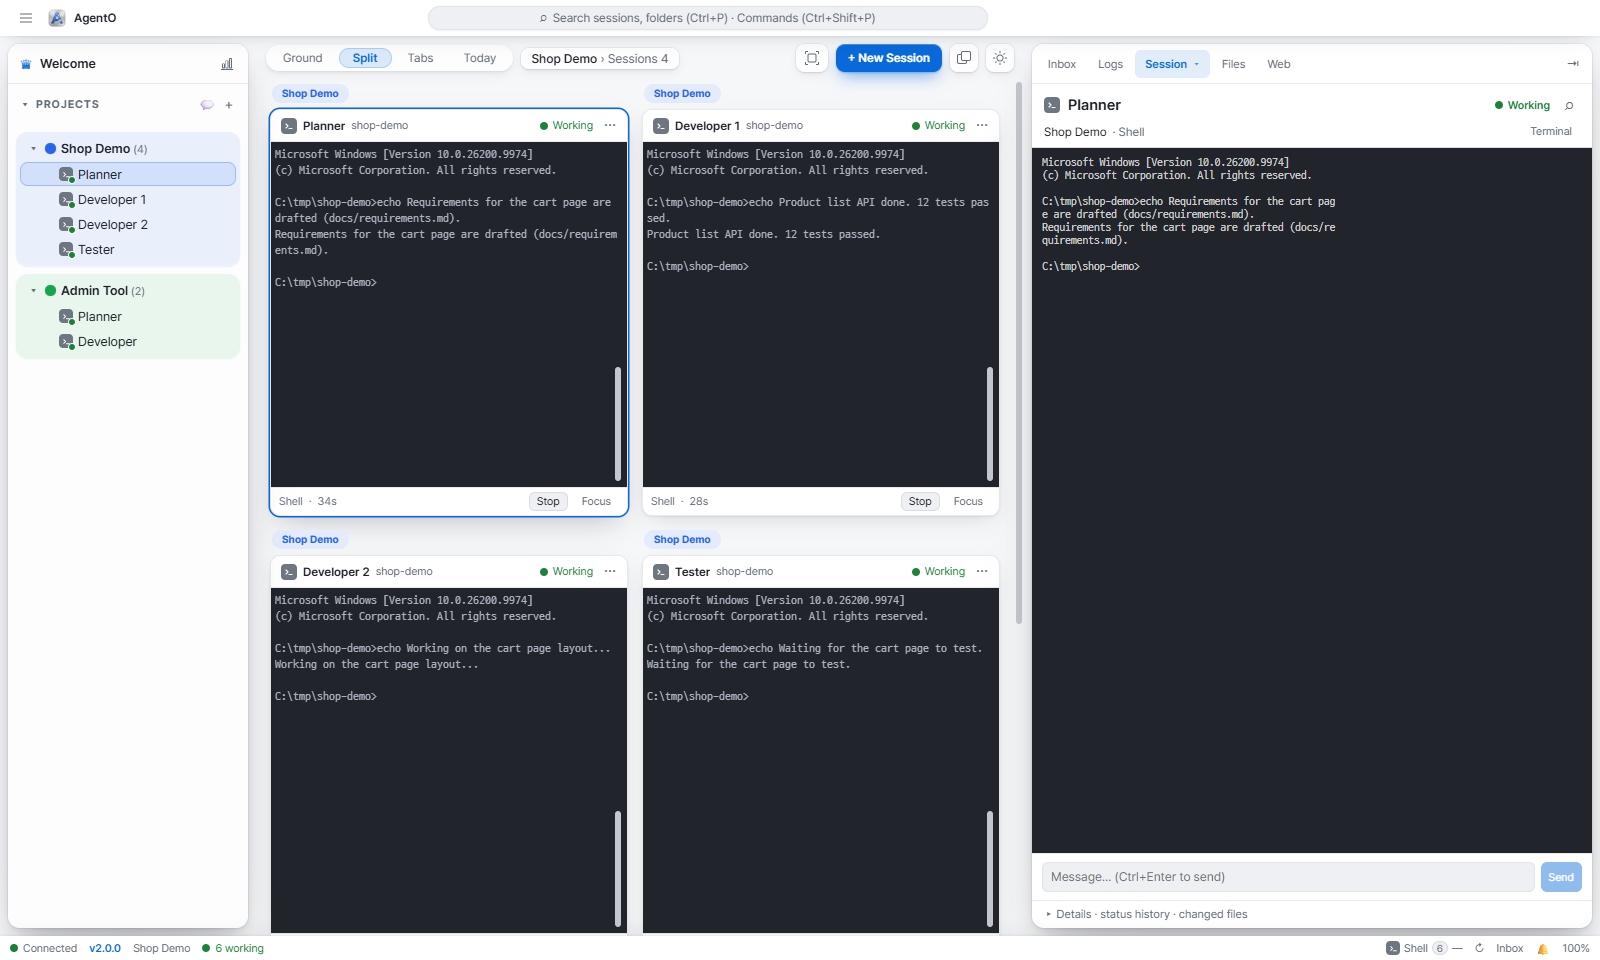 AgentO
Search sessions, folders (Ctrl+P) · Commands (Ctrl+Shift+P)
Welcome
PROJECTS
+
Shop Demo (4)
Planner
Developer 1
Developer 2
Tester
Admin Tool (2)
Planner
Developer
Ground
Split
Tabs
Today
Shop Demo › Sessions 4
+ New Session
Shop Demo
Planner shop-demo
Working
Microsoft Windows [Version 10.0.26200.9974]
(c) Microsoft Corporation. All rights reserved.
C:\tmp\shop-demo>echo Requirements for the cart page are
drafted (docs/requirements.md).
Requirements for the cart page are drafted (docs/requirem
ents.md).
C:\tmp\shop-demo>
Shell · 34s
Stop
Focus
Shop Demo
Developer 1 shop-demo
Working
Microsoft Windows [Version 10.0.26200.9974]
(c) Microsoft Corporation. All rights reserved.
C:\tmp\shop-demo>echo Product list API done. 12 tests pas
sed.
Product list API done. 12 tests passed.
C:\tmp\shop-demo>
Shell · 28s
Stop
Focus
Shop Demo
Developer 2 shop-demo
Working
Microsoft Windows [Version 10.0.26200.9974]
(c) Microsoft Corporation. All rights reserved.
C:\tmp\shop-demo>echo Working on the cart page layout...
Working on the cart page layout...
C:\tmp\shop-demo>
Shop Demo
Tester shop-demo
Working
Microsoft Windows [Version 10.0.26200.9974]
(c) Microsoft Corporation. All rights reserved.
C:\tmp\shop-demo>echo Waiting for the cart page to test.
Waiting for the cart page to test.
C:\tmp\shop-demo>
Inbox
Logs
Session
Files
Web
Planner
Working
Shop Demo · Shell
Terminal
Microsoft Windows [Version 10.0.26200.9974]
(c) Microsoft Corporation. All rights reserved.
C:\tmp\shop-demo>echo Requirements for the cart pag
e are drafted (docs/requirements.md).
Requirements for the cart page are drafted (docs/re
quirements.md).
C:\tmp\shop-demo>
Message... (Ctrl+Enter to send)
Send
Details · status history · changed files
Connected
v2.0.0
Shop Demo
6 working
Shell 6 —
Inbox
100%